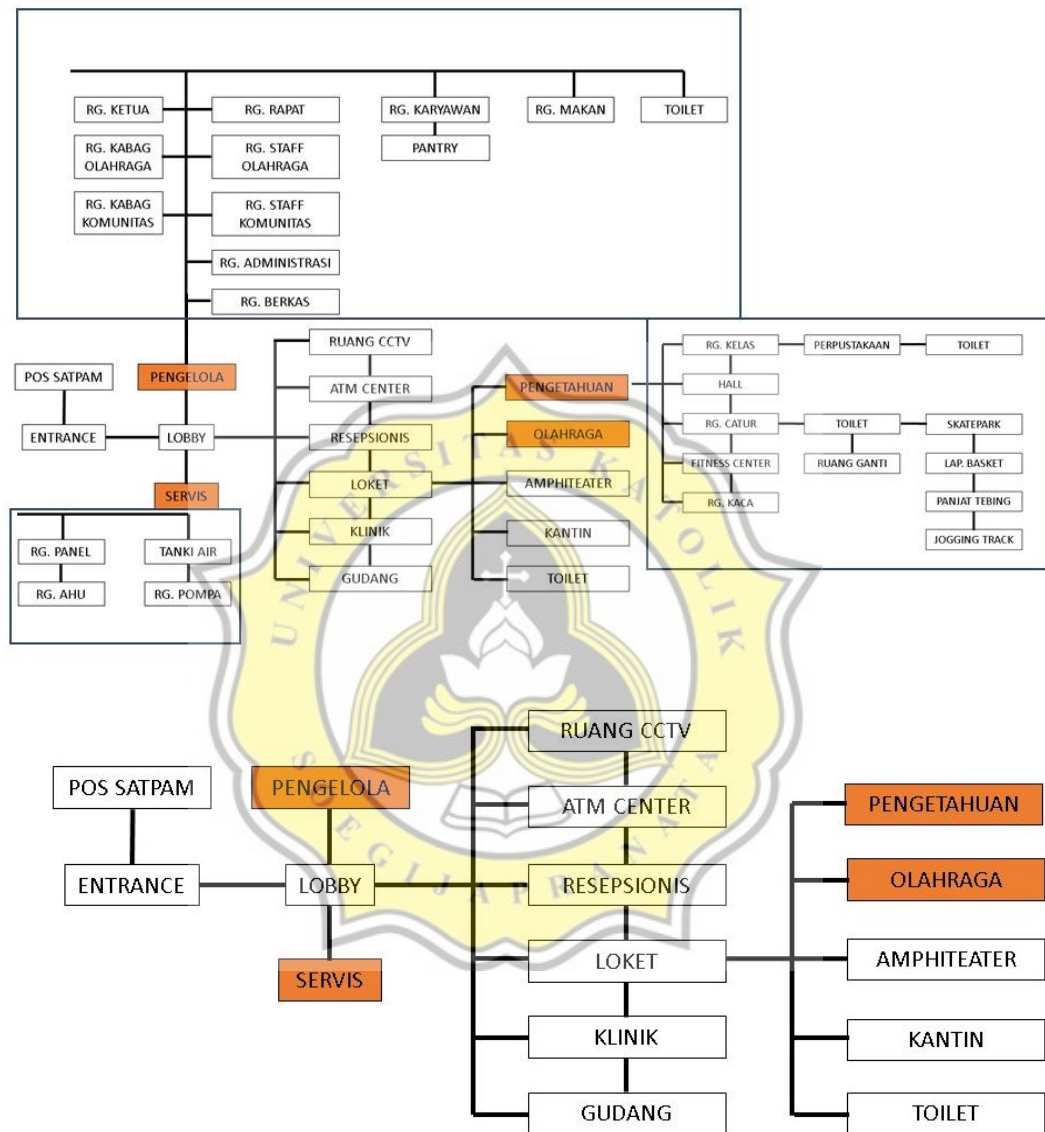 RG. KETUA
RG. RAPAT
RG. KARYAWAN
RG. MAKAN
TOILET
RG. KABAG
OLAHRAGA
RG. STAFF
OLAHRAGA
PANTRY
RG. KABAG
KOMUNITAS
RG. STAFF
KOMUNITAS
RG. ADMINISTRASI
RG. BERKAS
POS SATPAM
PENGELOLA
ENTRANCE
LOBBY
SERVIS
RG. PANEL
TANKI AIR
RG. AHU
RG. POMPA
RUANG CCTV
ATM CENTER
RESEPSIONIS
LOKET
KLINIK
GUDANG
PENGETAHUAN
OLAHRAGA
AMPHITEATER
KANTIN
TOILET
RG. KELAS
PERPUSTAKAAN
TOILET
HALL
RG. CATUR
TOILET
SKATEPARK
FITNESS CENTER
RUANG GANTI
LAP. BASKET
RG. KACA
PANJAT TEBING
JOGGING TRACK
UNIVERSITAS KATOLIK
SOEGIJAPRANATA
POS SATPAM
PENGELOLA
ENTRANCE
LOBBY
SERVIS
RUANG CCTV
ATM CENTER
RESEPSIONIS
LOKET
KLINIK
GUDANG
PENGETAHUAN
OLAHRAGA
AMPHITEATER
KANTIN
TOILET